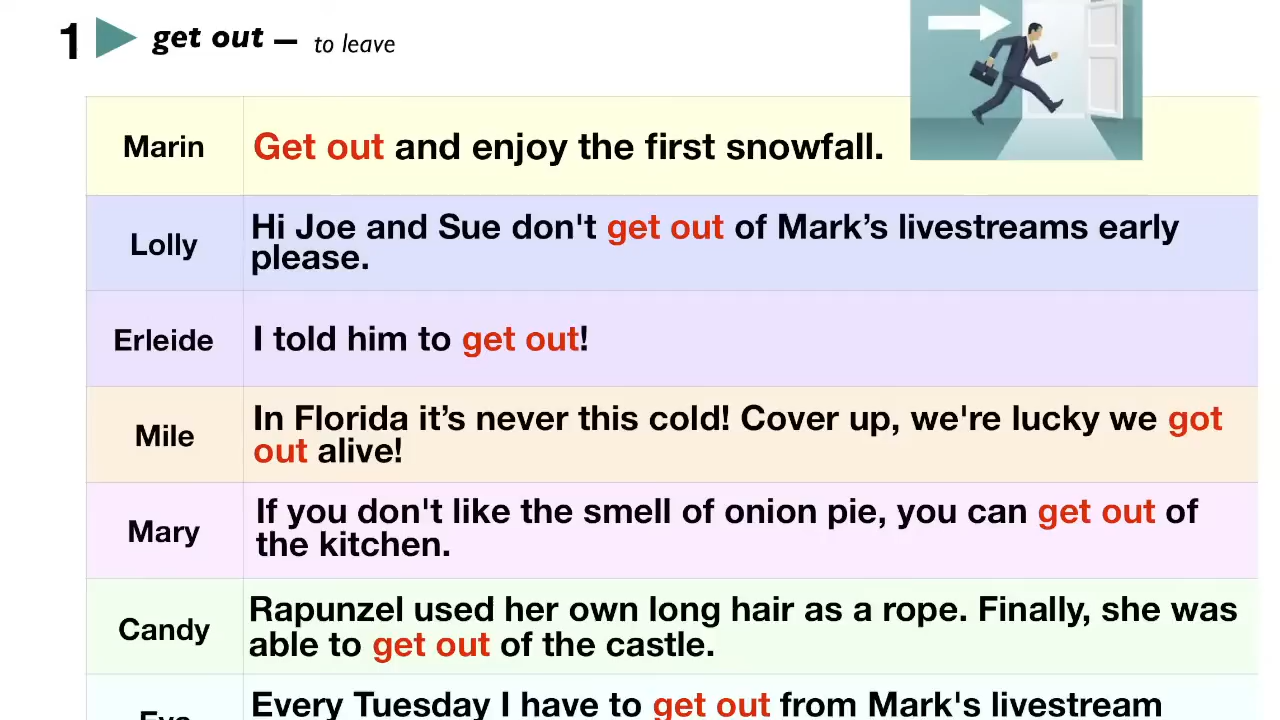 1 get out – to leave
Marin Get out and enjoy the first snowfall.
Lolly Hi Joe and Sue don't get out of Mark’s livestreams early
please.
Erleide I told him to get out!
Mile In Florida it’s never this cold! Cover up, we're lucky we got
out alive!
Mary If you don't like the smell of onion pie, you can get out of
the kitchen.
Candy Rapunzel used her own long hair as a rope. Finally, she was
able to get out of the castle.
Every Tuesday I have to get out from Mark's livestream